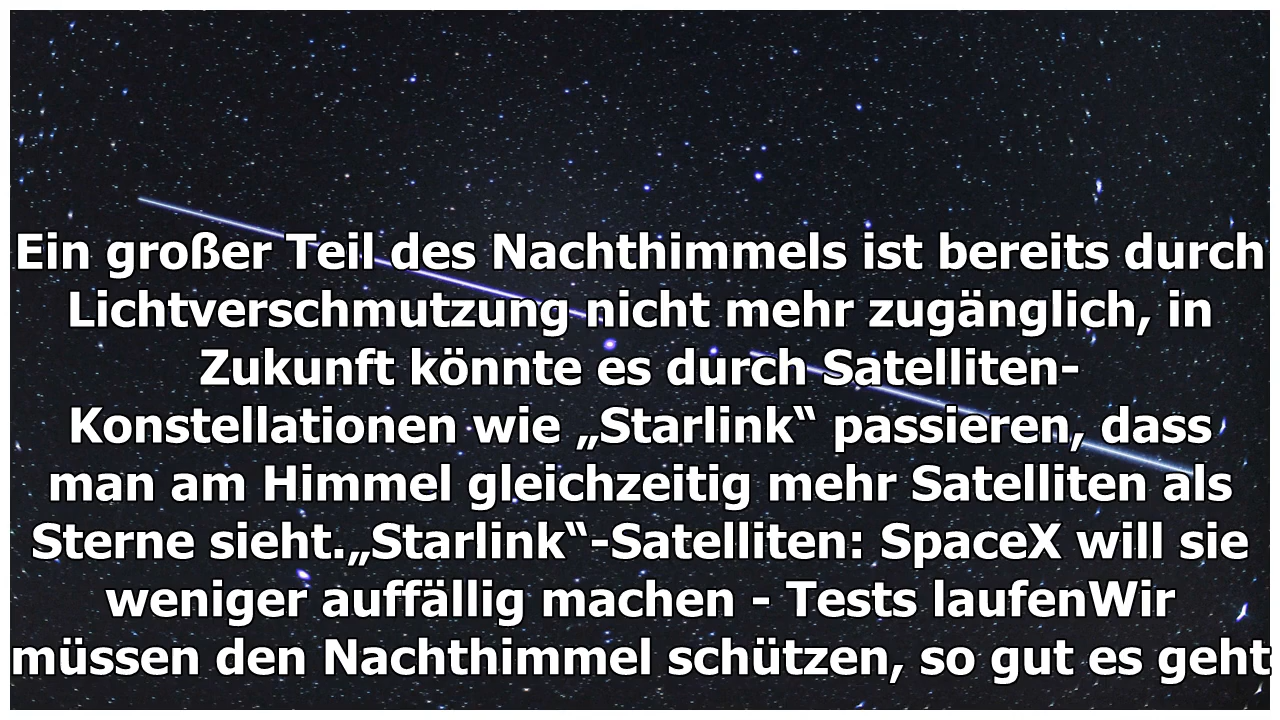 Ein großer Teil des Nachthimmels ist bereits durch
Lichtverschmutzung nicht mehr zugänglich, in
Zukunft könnte es durch Satelliten-
Konstellationen wie „Starlink“ passieren, dass
man am Himmel gleichzeitig mehr Satelliten als
Sterne sieht.„Starlink“-Satelliten: SpaceX will sie
weniger auffällig machen - Tests laufenWir
müssen den Nachthimmel schützen, so gut es geht